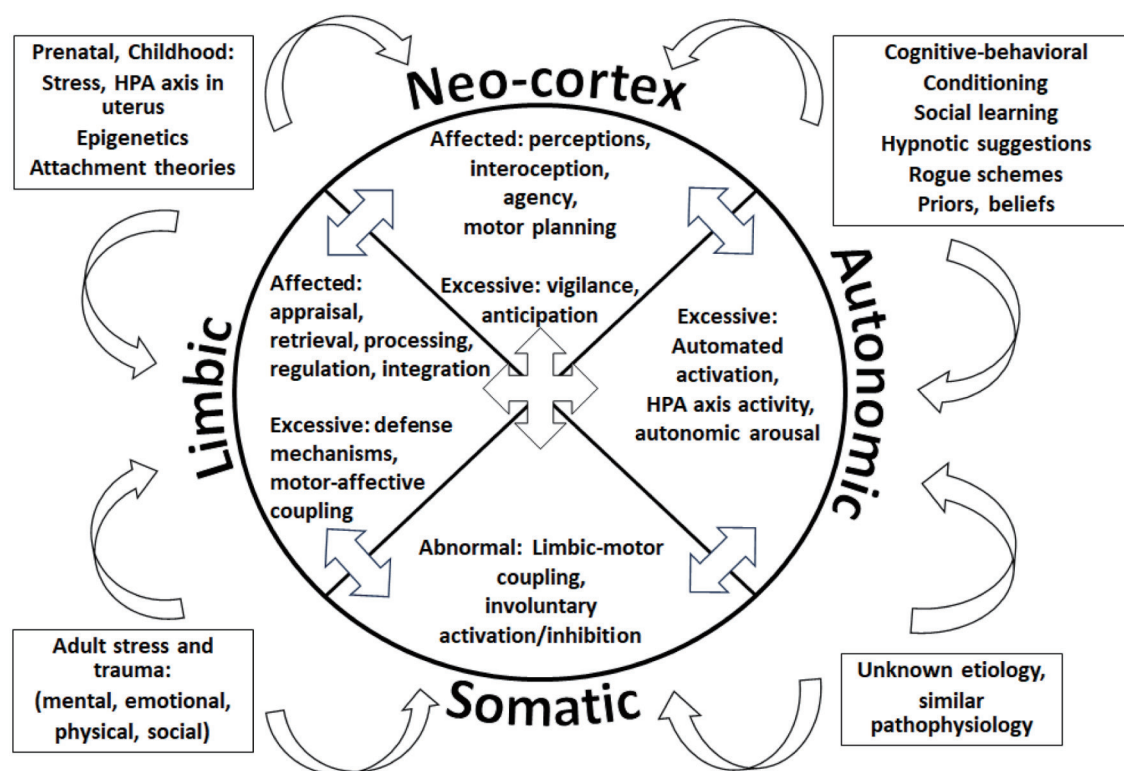 Prenatal, Childhood:
Stress, HPA axis in
uterus
Epigenetics
Attachment theories
Neo-cortex
Cognitive-behavioral
Conditioning
Social learning
Hypnotic suggestions
Rogue schemes
Priors, beliefs
Affected: perceptions,
interoception,
agency,
motor planning
Excessive: vigilance,
anticipation
Limbic
Affected:
appraisal,
retrieval, processing,
regulation, integration
Excessive: defense
mechanisms,
motor-affective
coupling
Excessive:
Automated
activation,
HPA axis activity,
autonomic arousal
Autonomic
Abnormal: Limbic-motor
coupling,
involuntary
activation/inhibition
Somatic
Adult stress and
trauma:
(mental, emotional,
physical, social)
Unknown etiology,
similar
pathophysiology